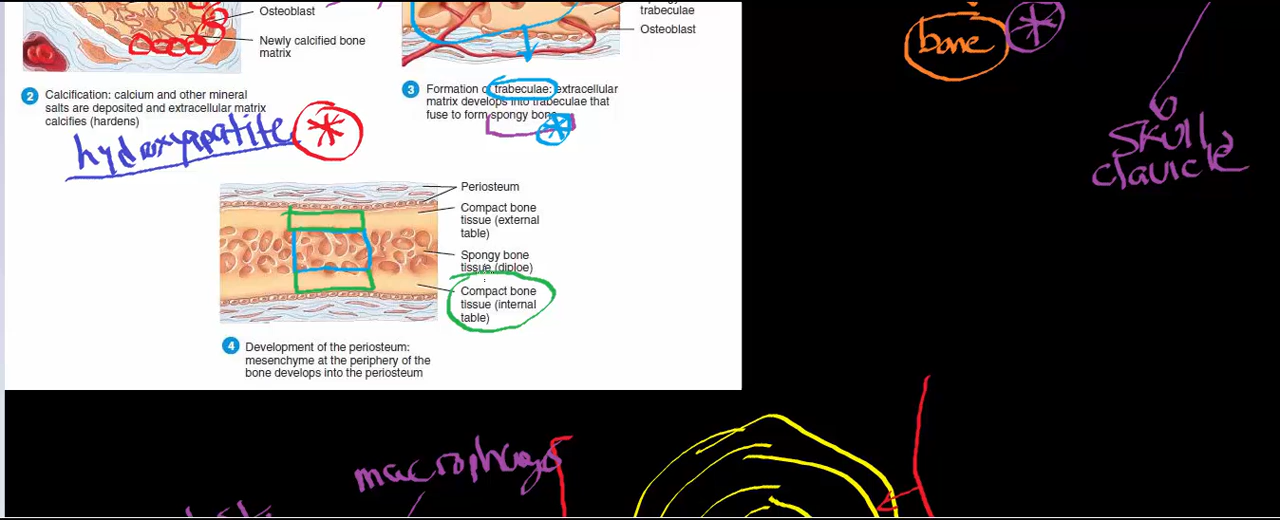 Osteoblast
Newly calcified bone
matrix
trabeculae
Osteoblast
bone
2 Calcification: calcium and other mineral
salts are deposited and extracellular matrix
calcifies (hardens)
hydroxyapatite
3 Formation of trabeculae: extracellular
matrix develops into trabeculae that
fuse to form spongy bone
skull
clavicle
Periosteum
Compact bone
tissue (external
table)
Spongy bone
tissue (diploe)
Compact bone
tissue (internal
table)
4 Development of the periosteum:
mesenchyme at the periphery of the
bone develops into the periosteum
macrophages